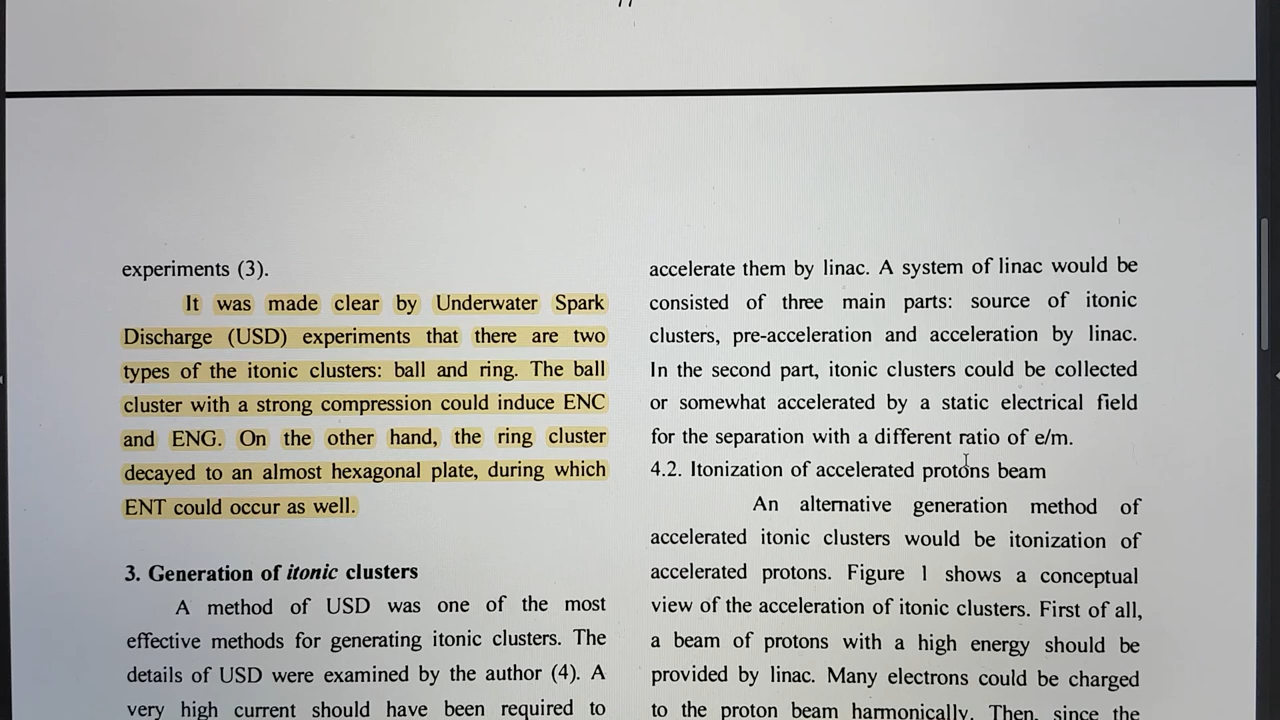 experiments (3).
It was made clear by Underwater Spark
Discharge (USD) experiments that there are two
types of the itonic clusters: ball and ring. The ball
cluster with a strong compression could induce ENC
and ENG. On the other hand, the ring cluster
decayed to an almost hexagonal plate, during which
ENT could occur as well.
3. Generation of itonic clusters
A method of USD was one of the most
effective methods for generating itonic clusters. The
details of USD were examined by the author (4). A
very high current should have been required to
accelerate them by linac. A system of linac would be
consisted of three main parts: source of itonic
clusters, pre-acceleration and acceleration by linac.
In the second part, itonic clusters could be collected
or somewhat accelerated by a static electrical field
for the separation with a different ratio of e/m.
4.2. Itonization of accelerated protons beam
An alternative generation method of
accelerated itonic clusters would be itonization of
accelerated protons. Figure 1 shows a conceptual
view of the acceleration of itonic clusters. First of all,
a beam of protons with a high energy should be
provided by linac. Many electrons could be charged
to the proton beam harmonically. Then, since the